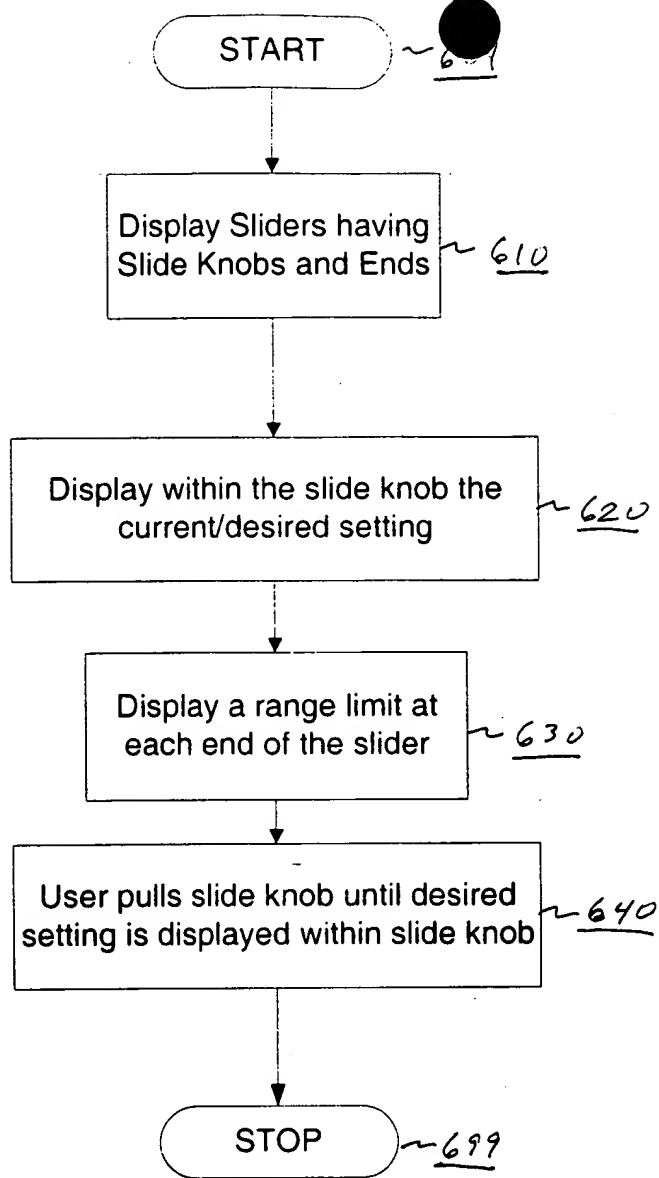 START
Display Sliders having
Slide Knobs and Ends
610
Display within the slide knob the
current/desired setting
620
Display a range limit at
each end of the slider
630
User pulls slide knob until desired
setting is displayed within slide knob
640
STOP
699